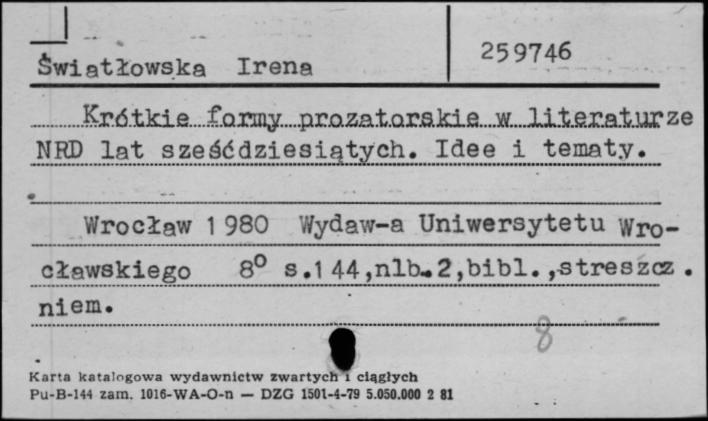 Światłowska Irena
259746
Krótkie formy prozatorskie w literaturze
NRD lat sześćdziesiątych. Idee i tematy.
Wrocław 1980 Wydaw-a Uniwersytetu Wro-
cławskiego 8⁰ s.144,nlb.2,bibl.,streszcz.
niem.
8
Karta katalogowa wydawnictw zwartych i ciągłych
Pu-B-144 zam. 1016-WA-O-n — DZG 1501-4-79 5.050.000 2 81